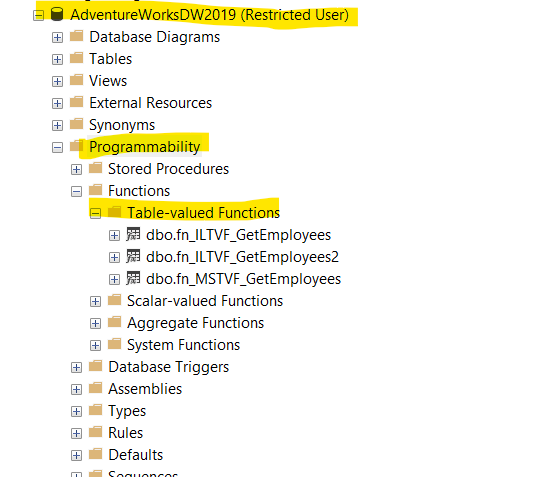 AdventureWorksDW2019 (Restricted User)
Database Diagrams
Tables
Views
External Resources
Synonyms
Programmability
Stored Procedures
Functions
Table-valued Functions
dbo.fn_ILTVF_GetEmployees
dbo.fn_ILTVF_GetEmployees2
dbo.fn_MSTVF_GetEmployees
Scalar-valued Functions
Aggregate Functions
System Functions
Database Triggers
Assemblies
Types
Rules
Defaults
Sequences